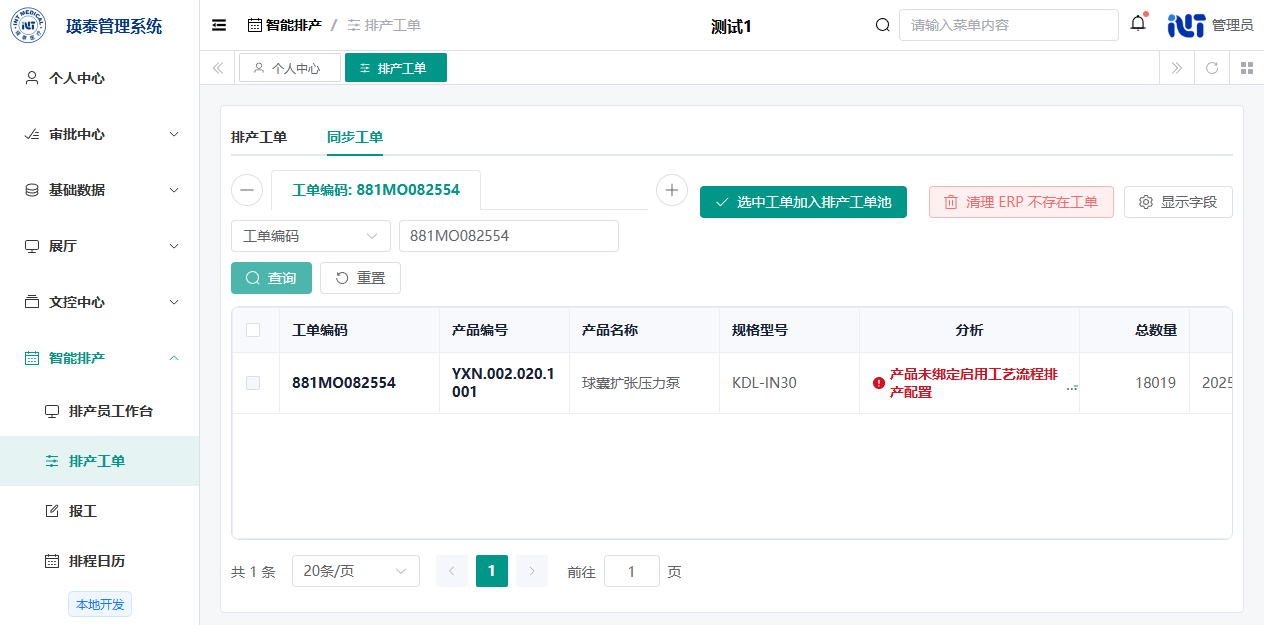 瑛泰管理系统
个人中心
审批中心
基础数据
展厅
文控中心
智能排产
排产员工作台
排产工单
报工
排程日历
本地开发
智能排产 / 排产工单
测试1
请输入菜单内容
管理员
个人中心
排产工单
排产工单
同步工单
工单编码: 881MO082554
选中工单加入排产工单池
清理 ERP 不存在工单
显示字段
工单编码
881MO082554
查询
重置
工单编码 产品编号 产品名称 规格型号 分析 总数量
881MO082554 YXN.002.020.1001 球囊扩张压力泵 KDL-IN30 产品未绑定启用工艺流程排产配置 ... 18019 2025
共 1 条
20条/页
1
前往 1 页